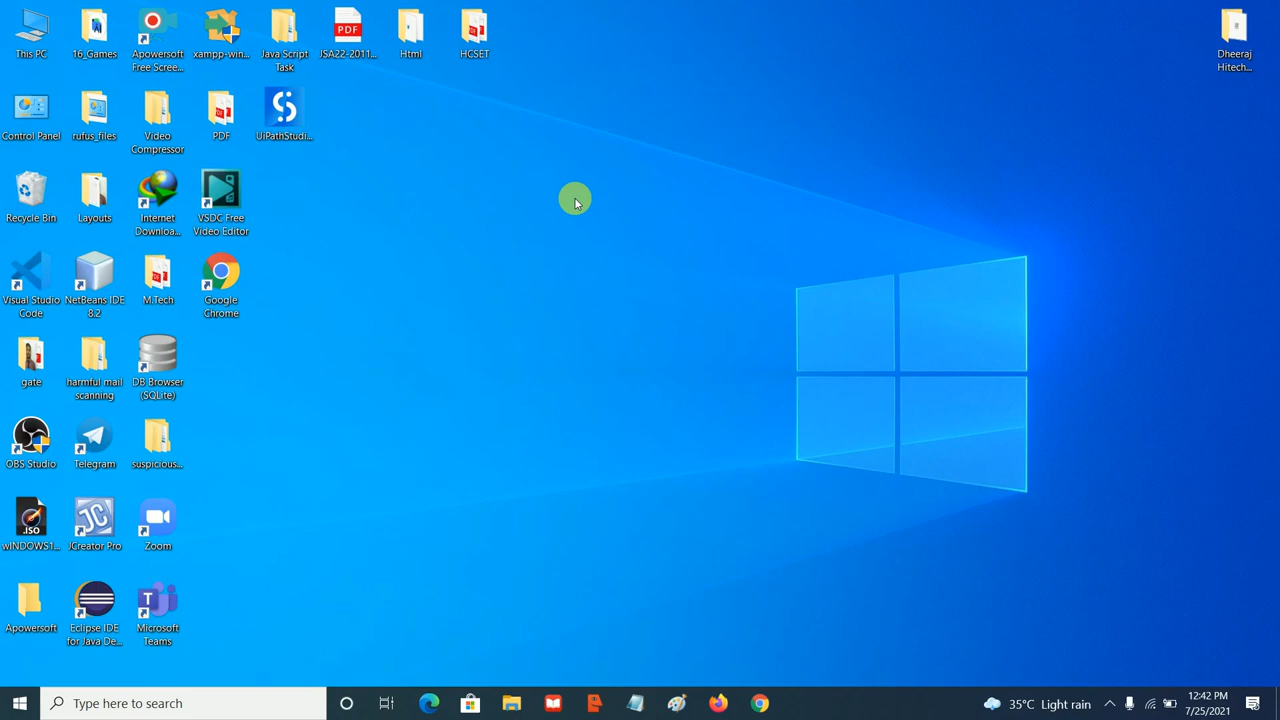 This PC
16_Games
Apowersoft
Free Scree...
xampp-win...
Java Script
Task
PDF
JSA22-2011...
Html
HCSET
Dheeraj
Hitech...
Control Panel
rufus_files
Video
Compressor
PDF
UiPathStudi...
Recycle Bin
Layouts
Internet
Downloa...
VSDC Free
Video Editor
Visual Studio
Code
NetBeans IDE
8.2
M.Tech
Google
Chrome
gate
harmful mail
scanning
DB Browser
(SQLite)
OBS Studio
Telegram
suspicious...
.ISO
wINDOWS1...
JC
JCreator Pro
Zoom
Apowersoft
Eclipse IDE
for Java De...
T
Microsoft
Teams
Type here to search
35°C Light rain
12:42 PM
7/25/2021